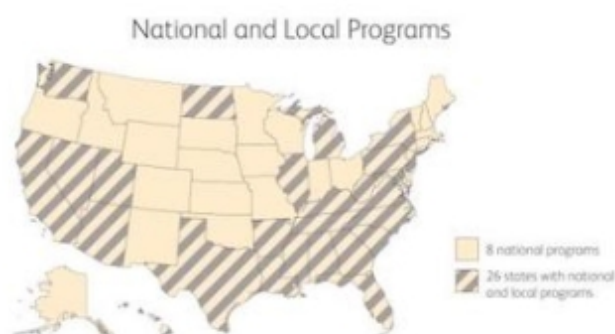 National and Local Programs
8 national programs
26 states with national
and local programs